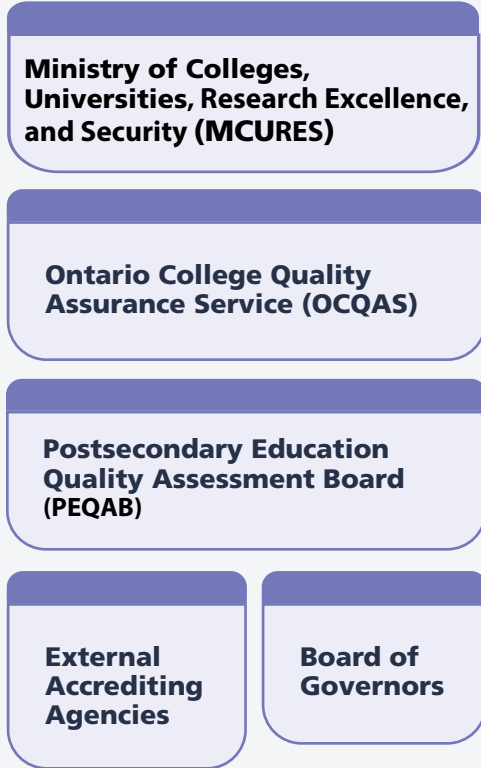 Ministry of Colleges,
Universities, Research Excellence,
and Security (MCURES)
Ontario College Quality
Assurance Service (OCQAS)
Postsecondary Education
Quality Assessment Board
(PEQAB)
External
Accrediting
Agencies
Board of
Governors